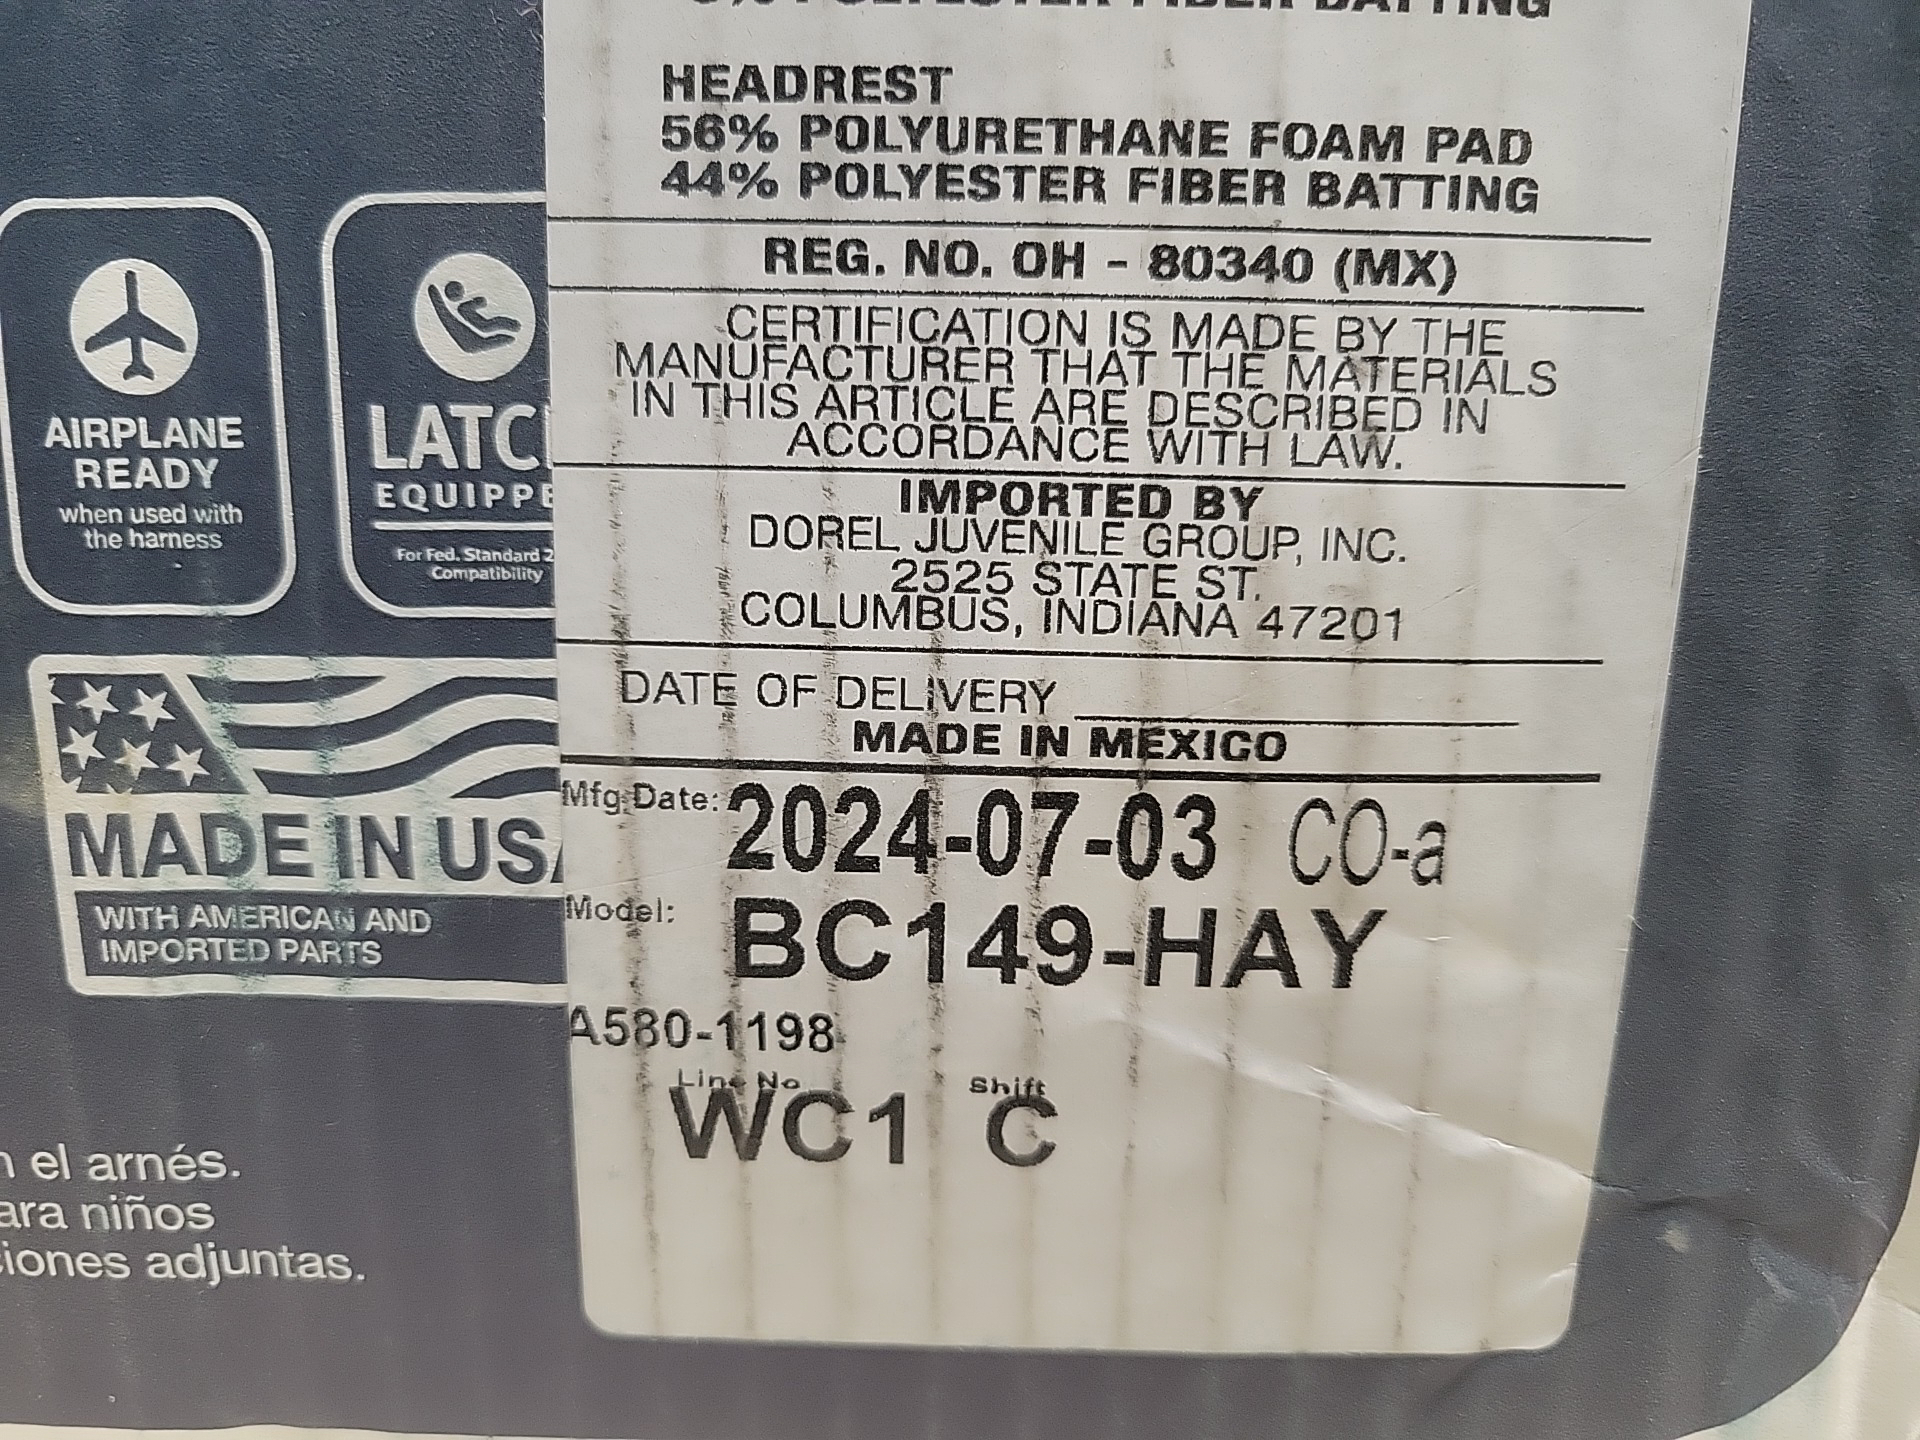 POLYESTER FIBER BATTING
HEADREST
56% POLYURETHANE FOAM PAD
44% POLYESTER FIBER BATTING
REG. NO. OH - 80340 (MX)
CERTIFICATION IS MADE BY THE
MANUFACTURER THAT THE MATERIALS
IN THIS ARTICLE ARE DESCRIBED IN
ACCORDANCE WITH LAW.
IMPORTED BY
DOREL JUVENILE GROUP, INC.
2525 STATE ST.
COLUMBUS, INDIANA 47201
DATE OF DELIVERY
MADE IN MEXICO
Mfg Date: 2024-07-03 CO-a
Model: BC149-HAY
A580-1198
Line No Shift
WC1 C
AIRPLANE
READY
when used with
the harness
LATC
EQUIPPE
For Fed. Standard 2
Compatibility
MADE IN USA
WITH AMERICAN AND
IMPORTED PARTS
el arnés.
ara niños
ciones adjuntas.